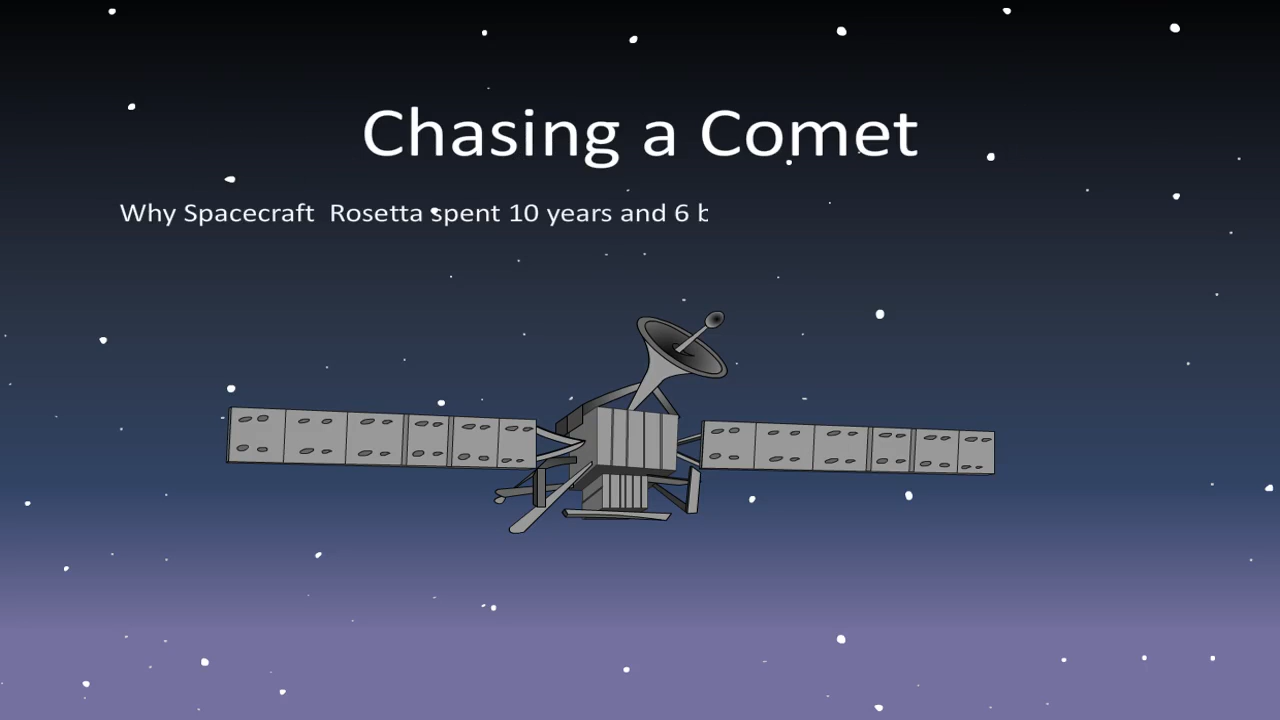 Chasing a Comet
Why Spacecraft  Rosetta spent 10 years and 6